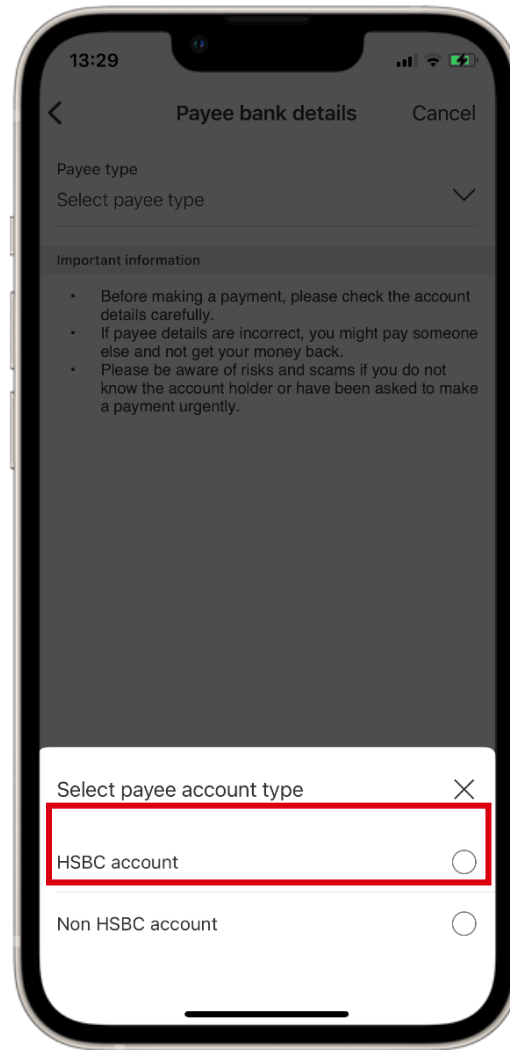 13:29
Payee bank details Cancel
Payee type
Select payee type
Important information
• Before making a payment, please check the account
details carefully.
• If payee details are incorrect, you might pay someone
else and not get your money back.
• Please be aware of risks and scams if you do not
know the account holder or have been asked to make
a payment urgently.
Select payee account type
HSBC account
Non HSBC account